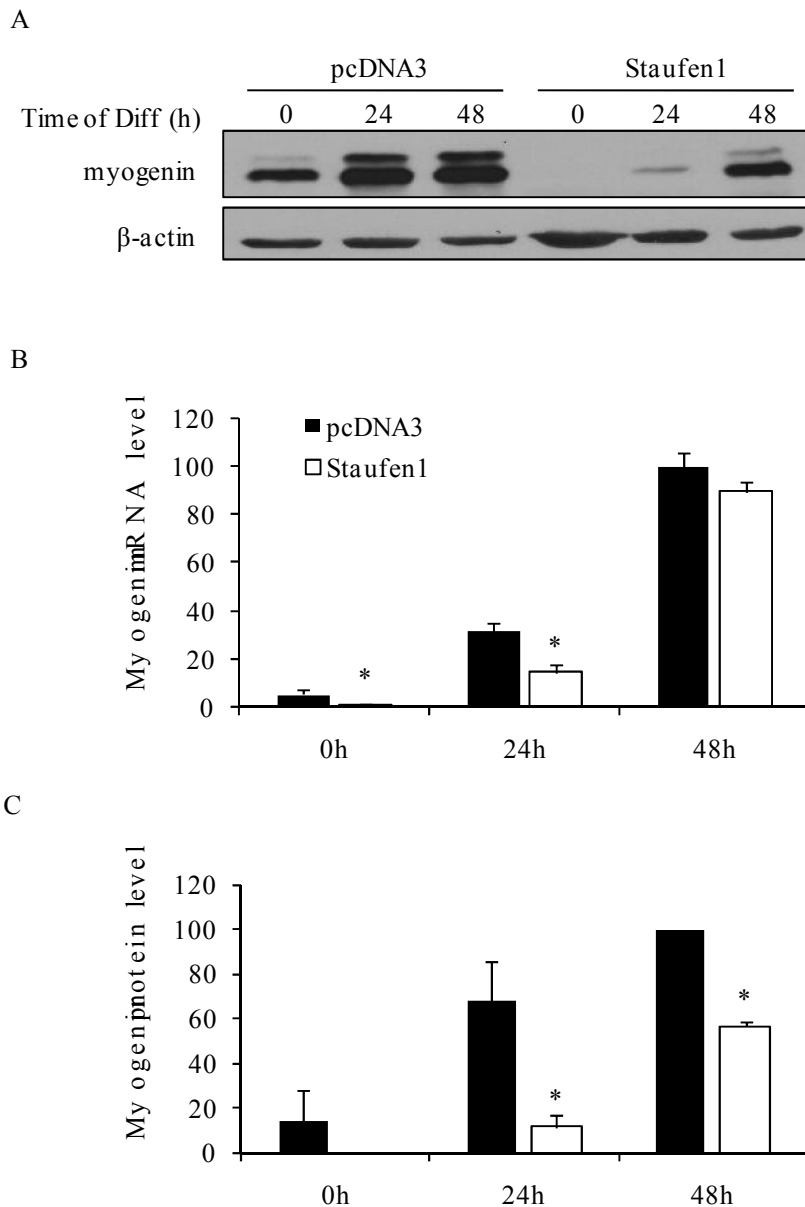 A
pcDNA3 Staufen1
Time of Diff (h) 0 24 48 0 24 48
myogenin
β-actin
B
Myogenin mRNA level
120
100
80
60
40
20
0
pcDNA3
Staufen1
*
*
0h 24h 48h
C
Myogenin protein level
120
100
80
60
40
20
0
*
*
0h 24h 48h